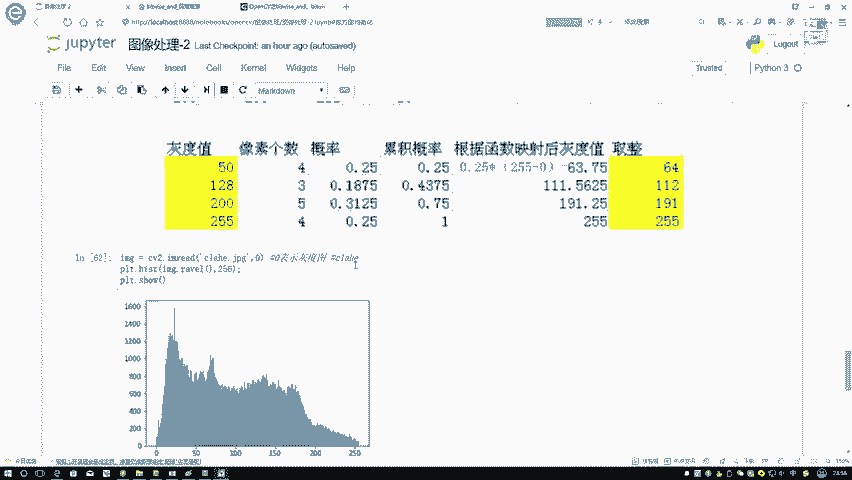 http://localhost:8888/notebooks/opencv/
jupyter 图像处理-2 Last Checkpoint: an hour ago (autosaved)
Logout
File Edit View Insert Cell Kernel Widgets Help
Trusted Python 3
Markdown
灰度值 像素个数 概率 累积概率 根据函数映射后灰度值 取整
50 4 0.25 0.25 0.25*（255-0） 63.75 64
128 3 0.1875 0.4375 111.5625 112
200 5 0.3125 0.75 191.25 191
255 4 0.25 1 255 255
In [62]: img = cv2.imread('clahe.jpg',0) #0表示灰度图 #clahe
plt.hist(img.ravel(),256);
plt.show()
1600
1400
1200
1000
800
600
400
200
0
0 50 100 150 200 250